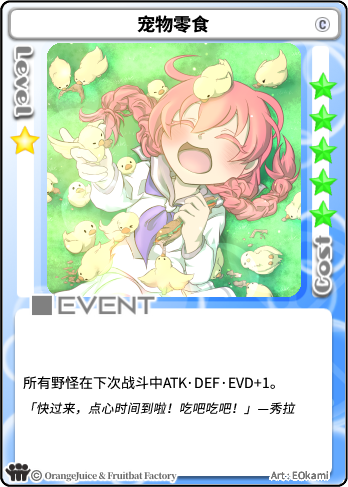 宠物零食
C
Level
Cost
EVENT
所有野怪在下次战斗中ATK·DEF·EVD+1。
「快过来，点心时间到啦！吃吧吃吧！」—秀拉
© OrangeJuice & Fruitbat Factory
Art.: EOkami